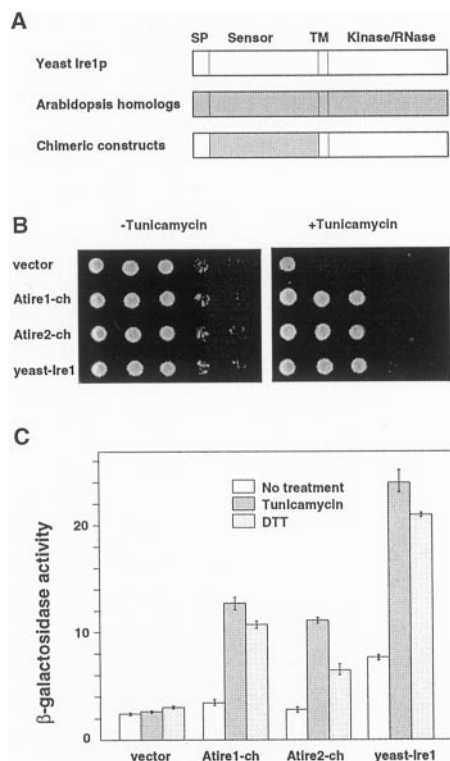 A
SP Sensor TM Kinase/RNase
Yeast Ire1p
Arabidopsis homologs
Chimeric constructs
B
-Tunicamycin +Tunicamycin
vector
Atire1-ch
Atire2-ch
yeast-Ire1
C
No treatment
Tunicamycin
DTT
20
10
0
β-galactosidase activity
vector Atire1-ch Atire2-ch yeast-Ire1